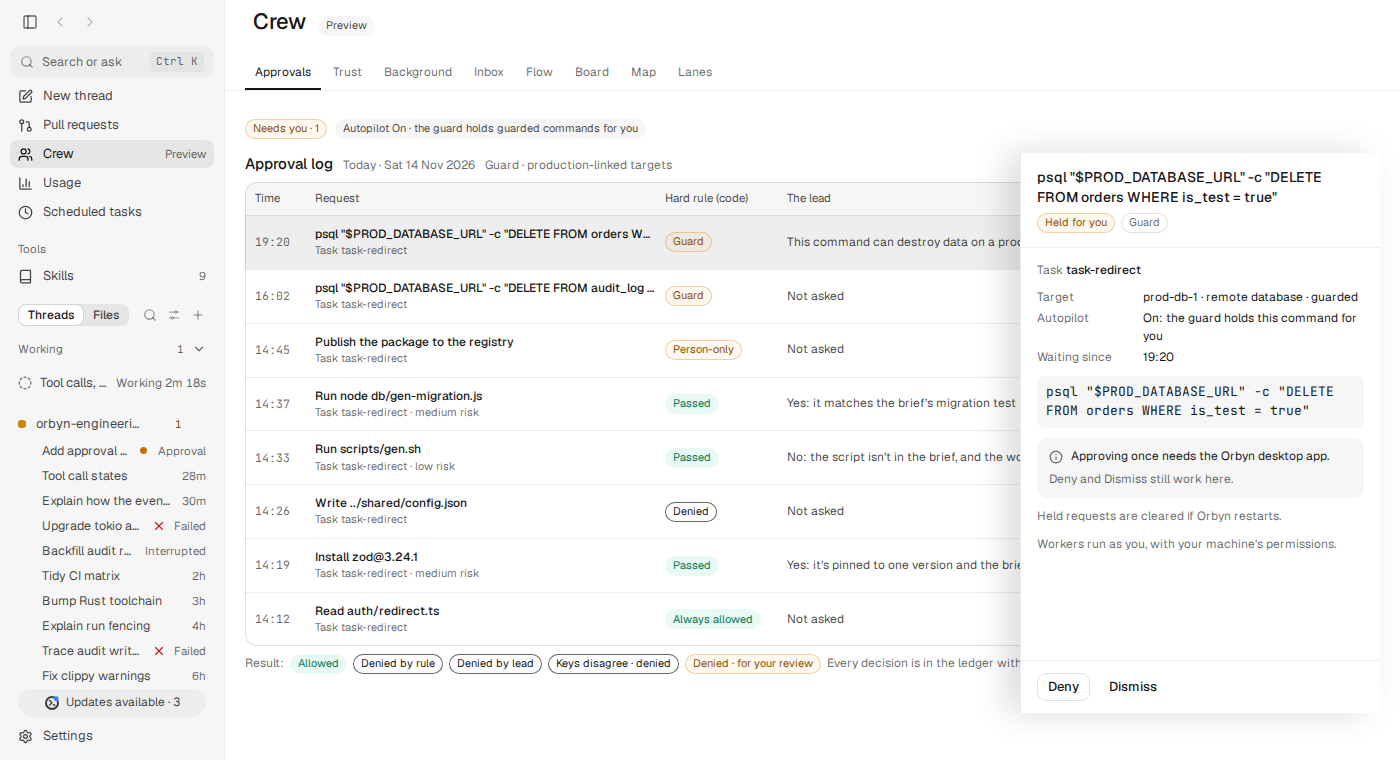 Search or ask Ctrl K
New thread
Pull requests
Crew Preview
Usage
Scheduled tasks
Tools
Skills 9
Threads Files
Working 1
Tool calls, ... Working 2m 18s
orbyn-engineeri... 1
Add approval ... Approval
Tool call states 28m
Explain how the even... 30m
Upgrade tokio a... Failed
Backfill audit r... Interrupted
Tidy CI matrix 2h
Bump Rust toolchain 3h
Explain run fencing 4h
Trace audit writ... Failed
Fix clippy warnings 6h
Updates available · 3
Settings
Crew Preview
Approvals Trust Background Inbox Flow Board Map Lanes
Needs you · 1 Autopilot On · the guard holds guarded commands for you
Approval log Today · Sat 14 Nov 2026 Guard · production-linked targets
Time Request Hard rule (code) The lead
19:20 psql "$PROD_DATABASE_URL" -c "DELETE FROM orders W... Guard This command can destroy data on a prod
Task task-redirect
16:02 psql "$PROD_DATABASE_URL" -c "DELETE FROM audit_log ... Guard Not asked
Task task-redirect
14:45 Publish the package to the registry Person-only Not asked
Task task-redirect
14:37 Run node db/gen-migration.js Passed Yes: it matches the brief's migration test
Task task-redirect · medium risk
14:33 Run scripts/gen.sh Passed No: the script isn't in the brief, and the wo
Task task-redirect · low risk
14:26 Write ../shared/config.json Denied Not asked
Task task-redirect
14:19 Install zod@3.24.1 Passed Yes: it's pinned to one version and the brie
Task task-redirect · medium risk
14:12 Read auth/redirect.ts Always allowed Not asked
Task task-redirect
Result: Allowed Denied by rule Denied by lead Keys disagree · denied Denied · for your review Every decision is in the ledger with
psql "$PROD_DATABASE_URL" -c "DELETE
FROM orders WHERE is_test = true"
Held for you Guard
Task task-redirect
Target prod-db-1 · remote database · guarded
Autopilot On: the guard holds this command for
you
Waiting since 19:20
psql "$PROD_DATABASE_URL" -c "DELETE
FROM orders WHERE is_test = true"
Approving once needs the Orbyn desktop app.
Deny and Dismiss still work here.
Held requests are cleared if Orbyn restarts.
Workers run as you, with your machine's permissions.
Deny Dismiss